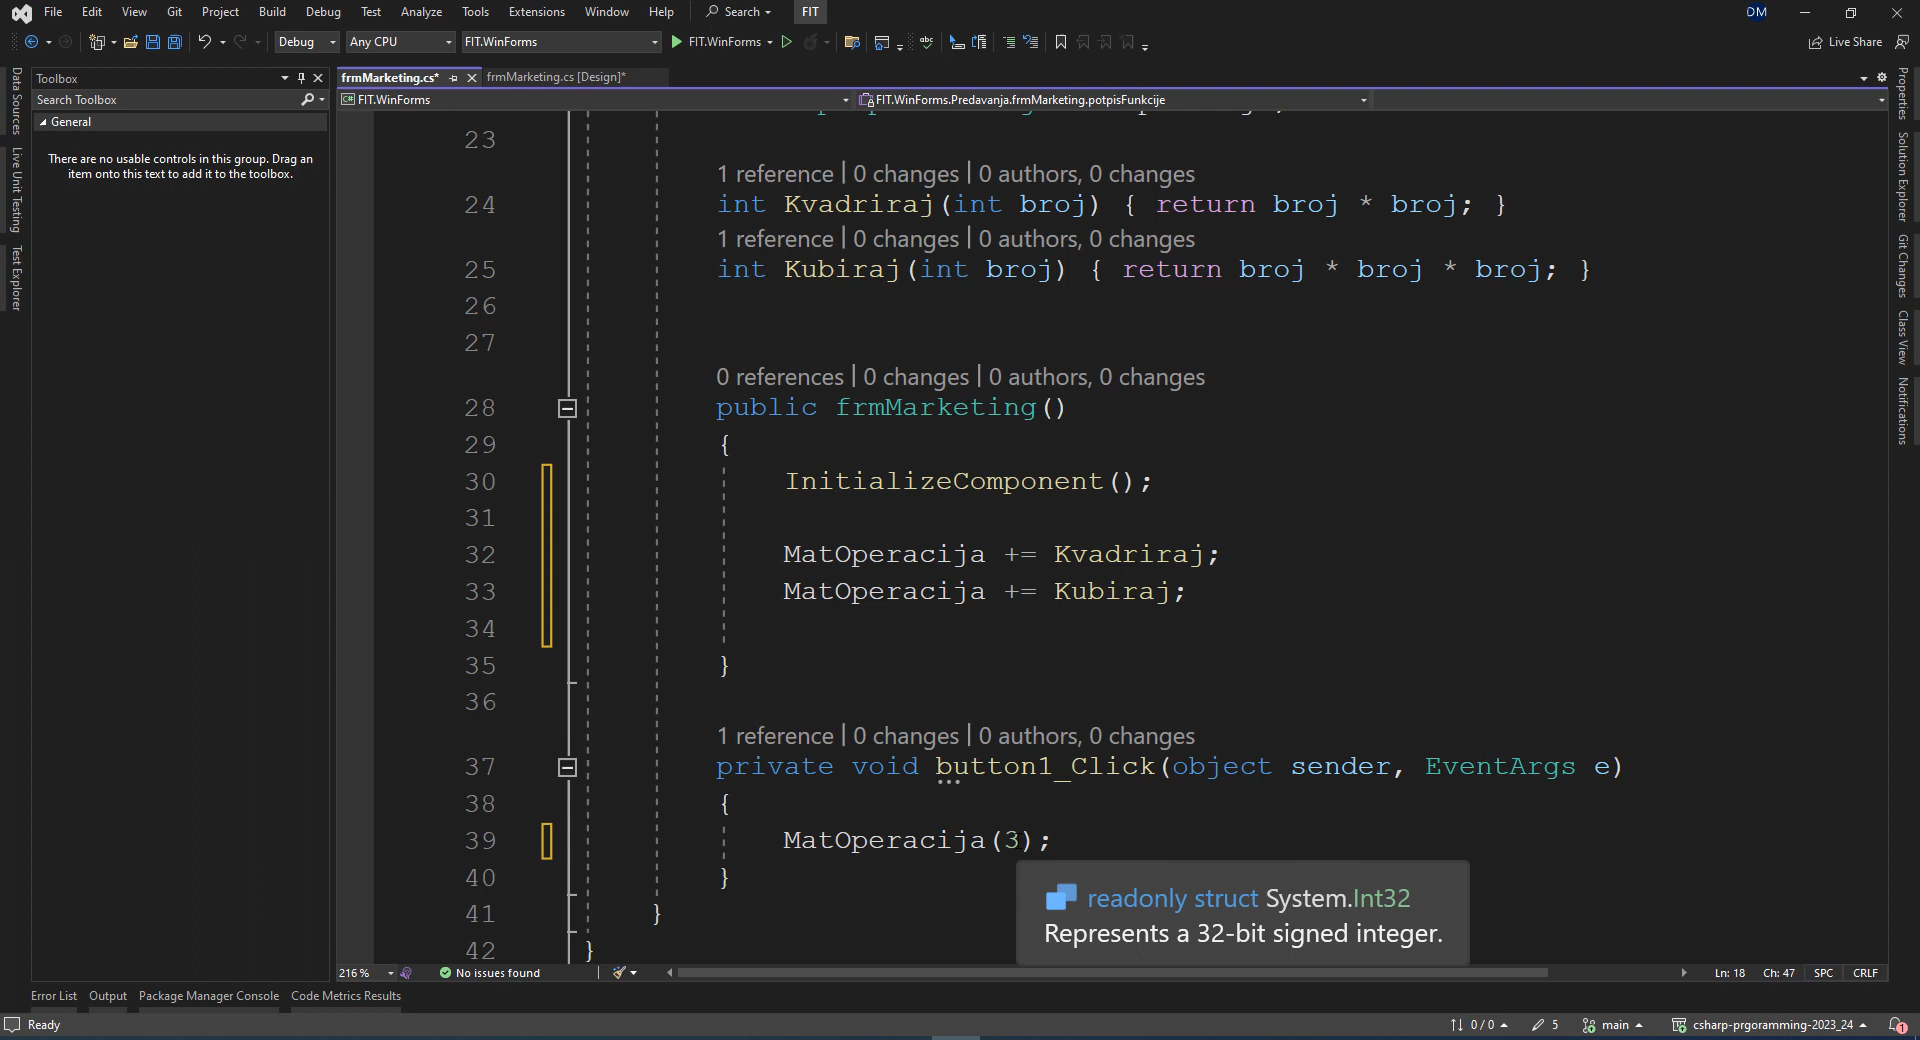 File Edit View Git Project Build Debug Test Analyze Tools Extensions Window Help Search FIT DM
Debug Any CPU FIT.WinForms FIT.WinForms Live Share
Data Sources
Live Unit Testing
Test Explorer
Toolbox
Search Toolbox
General
There are no usable controls in this group. Drag an
item onto this text to add it to the toolbox.
frmMarketing.cs* frmMarketing.cs [Design]*
FIT.WinForms FIT.WinForms.Predavanja.frmMarketing.potpisFunkcije
23
1 reference | 0 changes | 0 authors, 0 changes
24 int Kvadriraj(int broj) { return broj * broj; }
1 reference | 0 changes | 0 authors, 0 changes
25 int Kubiraj(int broj) { return broj * broj * broj; }
26
27
0 references | 0 changes | 0 authors, 0 changes
28 public frmMarketing()
29 {
30 InitializeComponent();
31
32 MatOperacija += Kvadriraj;
33 MatOperacija += Kubiraj;
34
35 }
36
1 reference | 0 changes | 0 authors, 0 changes
37 private void button1_Click(object sender, EventArgs e)
38 {
39 MatOperacija(3);
40 }
41 }
42 }
readonly struct System.Int32
Represents a 32-bit signed integer.
Properties
Solution Explorer
Git Changes
Class View
Notifications
216 % No issues found Ln: 18 Ch: 47 SPC CRLF
Error List Output Package Manager Console Code Metrics Results
Ready 0 / 0 5 main csharp-prgoramming-2023_24 1